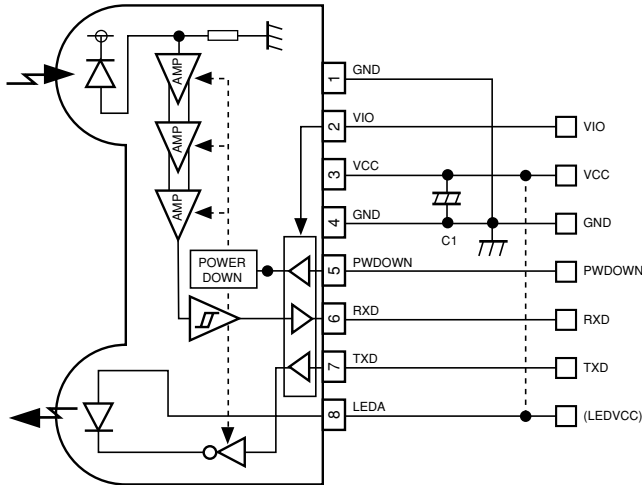 AMP
AMP
AMP
POWER
DOWN
1 GND
2 VIO VIO
3 VCC VCC
4 GND GND
C1
5 PWDOWN PWDOWN
6 RXD RXD
7 TXD TXD
8 LEDA (LEDVCC)